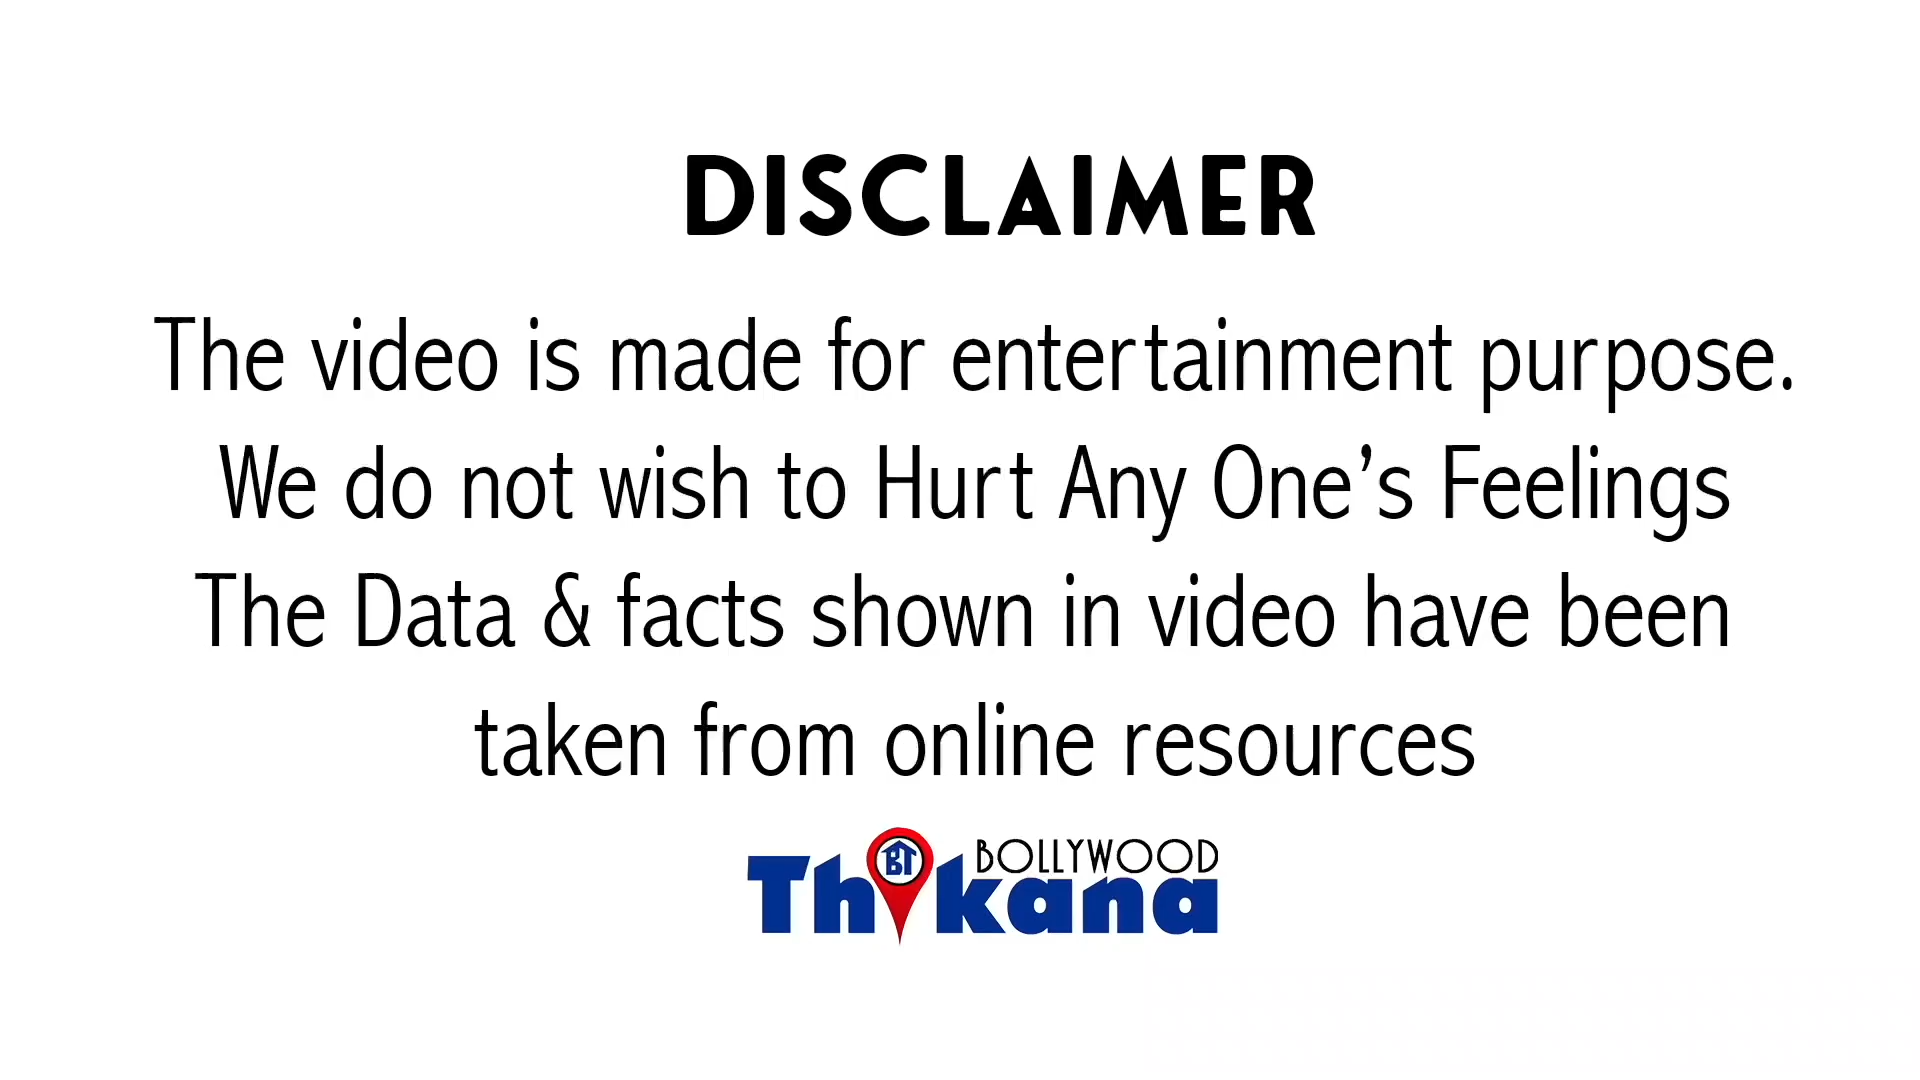 DISCLAIMER
The video is made for entertainment purpose.
We do not wish to Hurt Any One’s Feelings
The Data & facts shown in video have been
taken from online resources
BT
BOLLYWOOD
Thikana